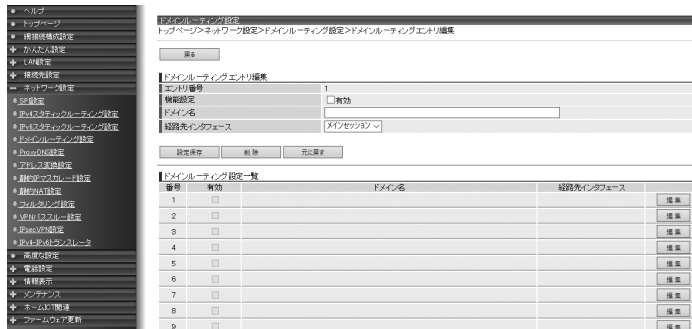 ヘルプ
トップページ
網接続構成設定
かんたん設定
LAN設定
接続先設定
ネットワーク設定
SIP設定
IPv4スタティックルーティング設定
IPv6スタティックルーティング設定
ドメインルーティング設定
ProxyDNS設定
アドレス変換設定
静的IPマスカレード設定
静的NAT設定
フィルタリング設定
VPNパススルー設定
IPsecVPN設定
IPv4-IPv6トランスレータ
高度な設定
電話設定
情報表示
メンテナンス
ホームICT関連
ファームウェア更新
ドメインルーティング設定
トップページ>ネットワーク設定>ドメインルーティング設定>ドメインルーティングエントリ編集
戻る
ドメインルーティングエントリ編集
エントリ番号 1
機能設定 有効
ドメイン名
経路先インタフェース メインセッション
設定保存 削除 元に戻す
ドメインルーティング設定一覧
番号 有効 ドメイン名 経路先インタフェース
1 編集
2 編集
3 編集
4 編集
5 編集
6 編集
7 編集
8 編集
9 編集